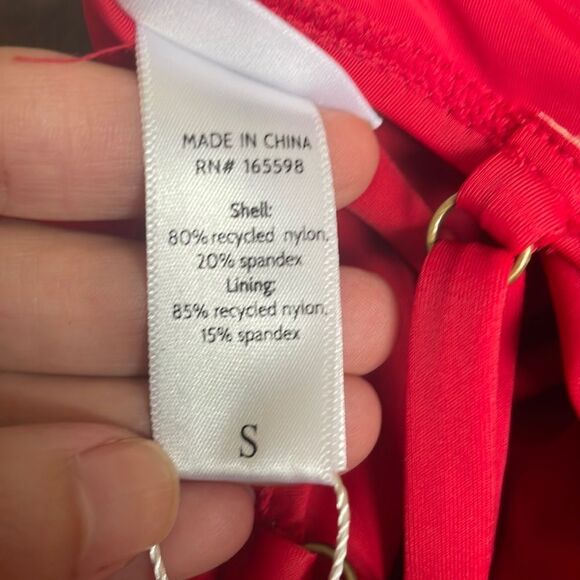 MADE IN CHINA
RN# 165598
Shell:
80% recycled nylon,
20% spandex
Lining:
85% recycled nylon,
15% spandex
S